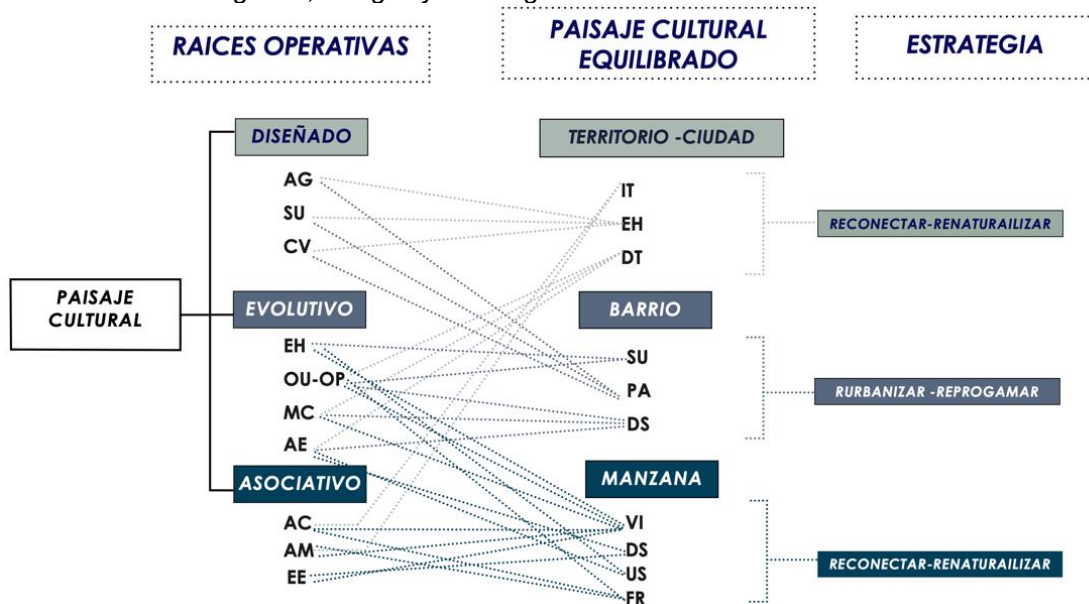 RAICES OPERATIVAS
PAISAJE CULTURAL
EQUILIBRADO
ESTRATEGIA
PAISAJE
CULTURAL
DISEÑADO
AG
SU
CV
EVOLUTIVO
EH
OU-OP
MC
AE
ASOCIATIVO
AC
AM
EE
TERRITORIO -CIUDAD
IT
EH
DT
BARRIO
SU
PA
DS
MANZANA
VI
DS
US
FR
RECONECTAR-RENATURAILIZAR
RURBANIZAR -REPROGAMAR
RECONECTAR-RENATURAILIZAR